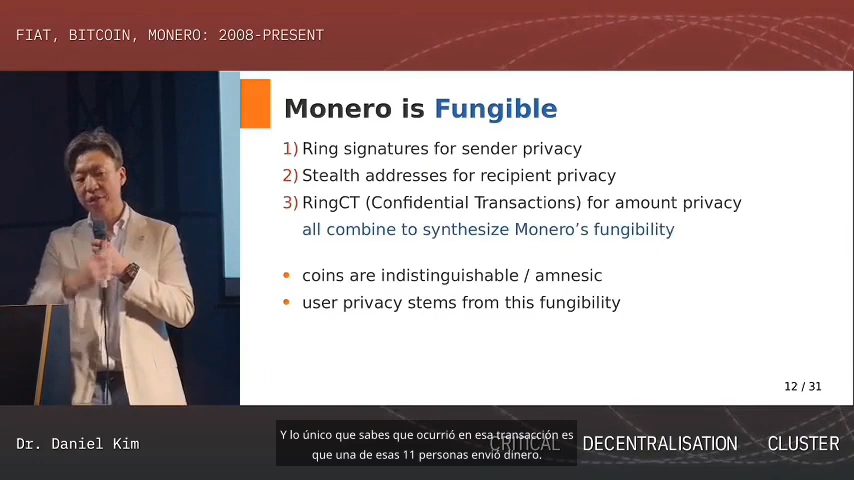 FIAT, BITCOIN, MONERO: 2008-PRESENT
Monero is Fungible
1) Ring signatures for sender privacy
2) Stealth addresses for recipient privacy
3) RingCT (Confidential Transactions) for amount privacy
all combine to synthesize Monero’s fungibility
• coins are indistinguishable / amnesic
• user privacy stems from this fungibility
12 / 31
Dr. Daniel Kim
Y lo único que sabes que ocurrió en esa transacción es
que una de esas 11 personas envió dinero.
CRITICAL DECENTRALISATION CLUSTER